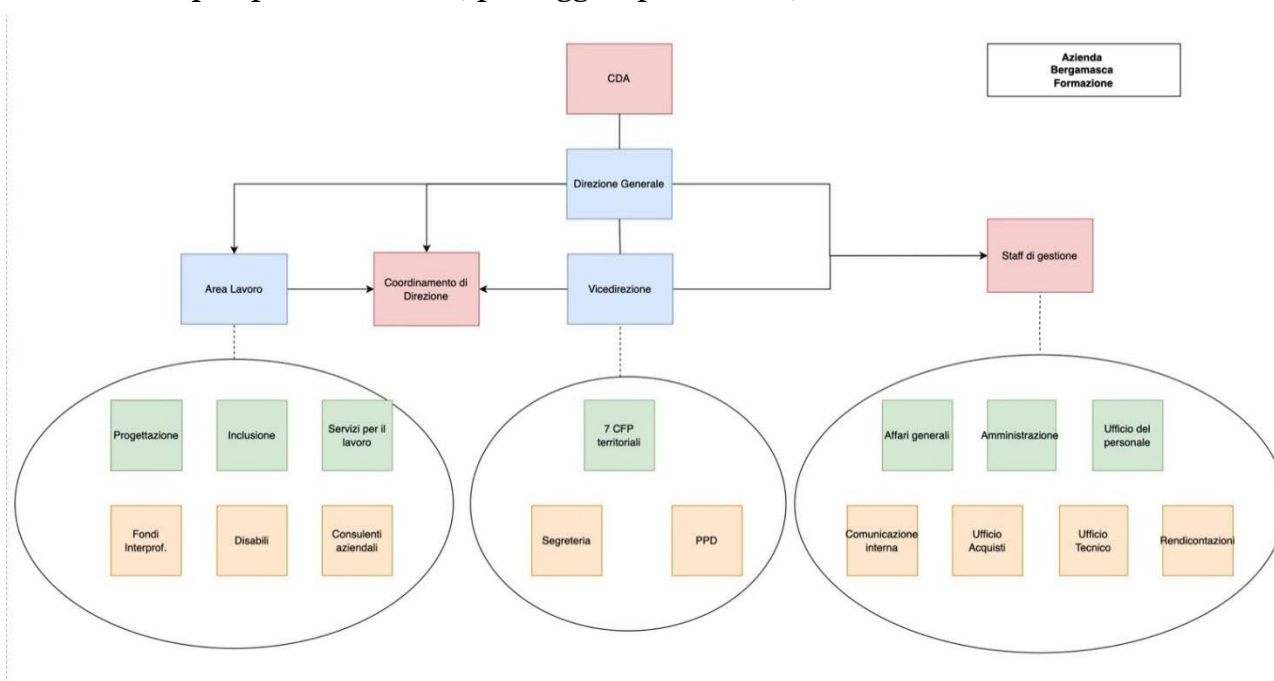 Azienda
Bergamasca
Formazione
CDA
Direzione Generale
Area Lavoro
Coordinamento di
Direzione
Vicedirezione
Staff di gestione
Progettazione
Inclusione
Servizi per il
lavoro
7 CFP
territoriali
Affari generali
Amministrazione
Ufficio del
personale
Fondi
Interprof.
Disabili
Consulenti
aziendali
Segreteria
PPD
Comunicazione
interna
Ufficio
Acquisti
Ufficio
Tecnico
Rendicontazioni